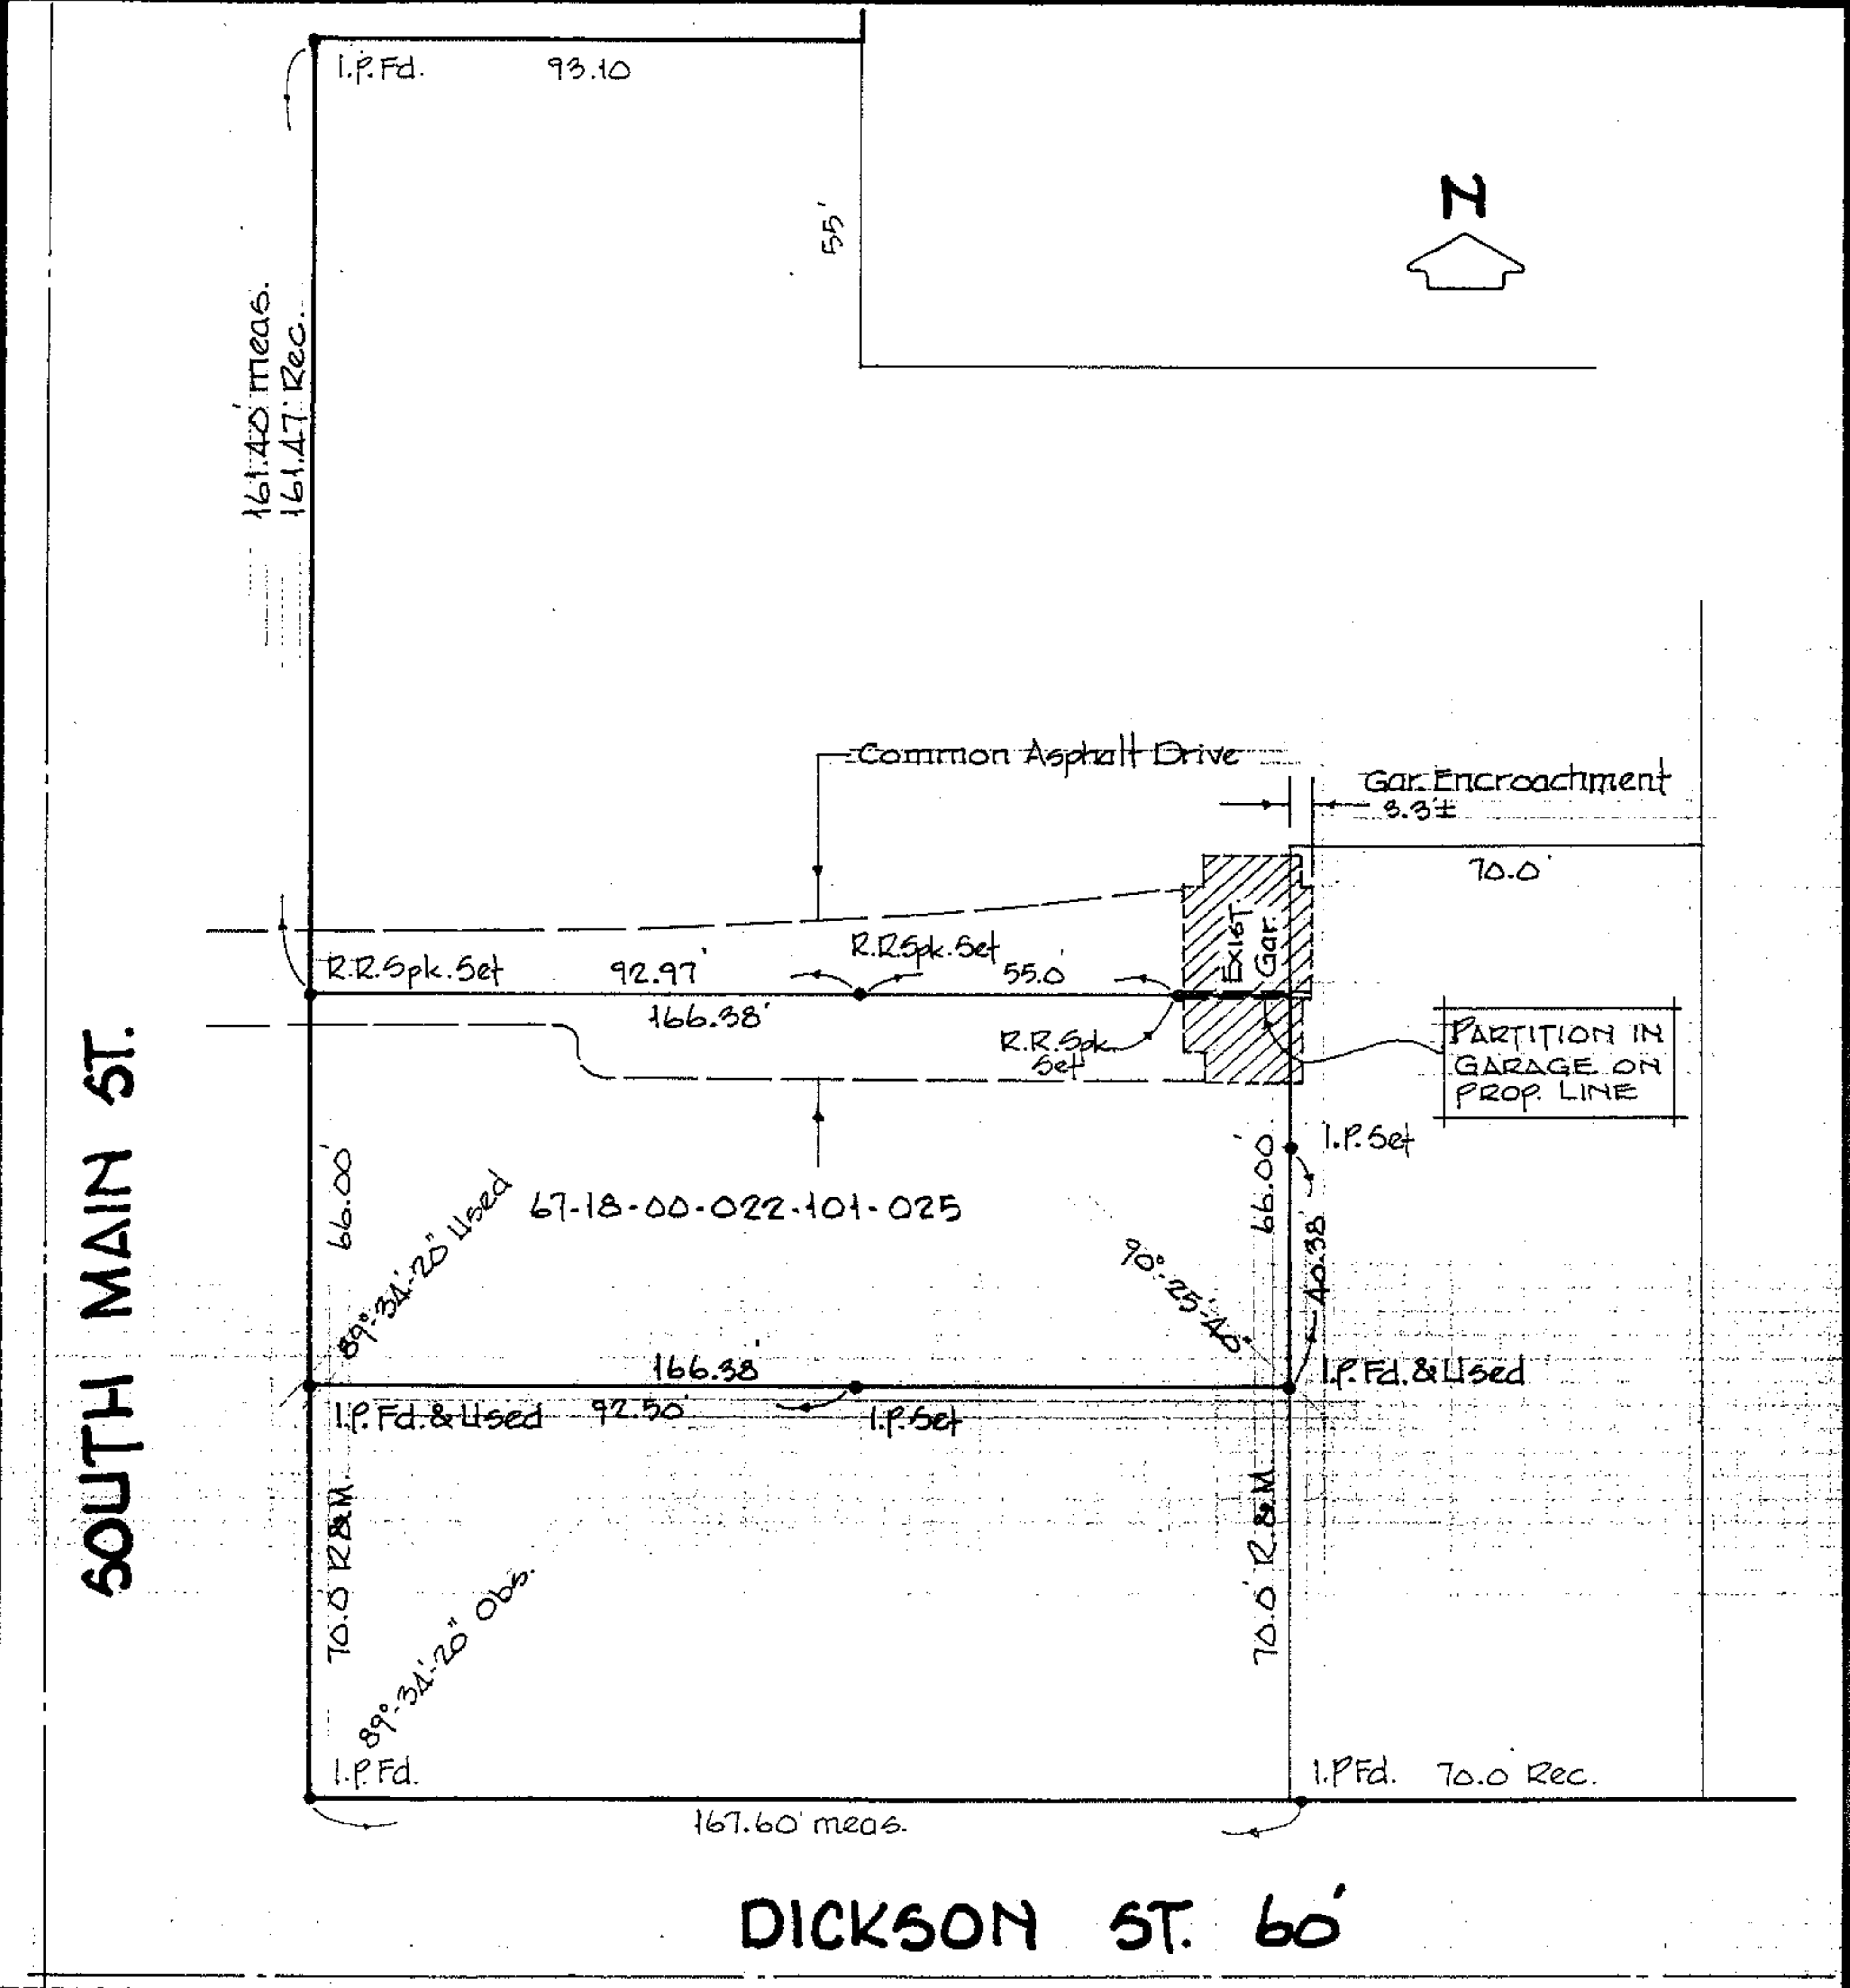 I.P. Fd.
93.10
55'
N
161.40' meas.
161.47' Rec.
Common Asphalt Drive
Gar. Encroachment
3.3'±
70.0'
Exist.
Gar.
R.R. Spk. Set
92.97'
R.R. Spk. Set
55.0'
166.38'
R.R. Spk.
Set
PARTITION IN
GARAGE ON
PROP. LINE
I.P. Set
66.00'
66.00'
40.38'
67-18-00-022-101-025
89°-34'-20" Used
90°-25'-40"
166.38'
I.P. Fd. & Used
I.P. Fd. & Used
92.50'
I.P. Set
SOUTH MAIN ST.
70.0' R&M.
70.0' R.&M.
89°-34'-20" Obs.
I.P. Fd.
I.P Fd.
70.0' Rec.
167.60' meas.
DICKSON ST. 60'